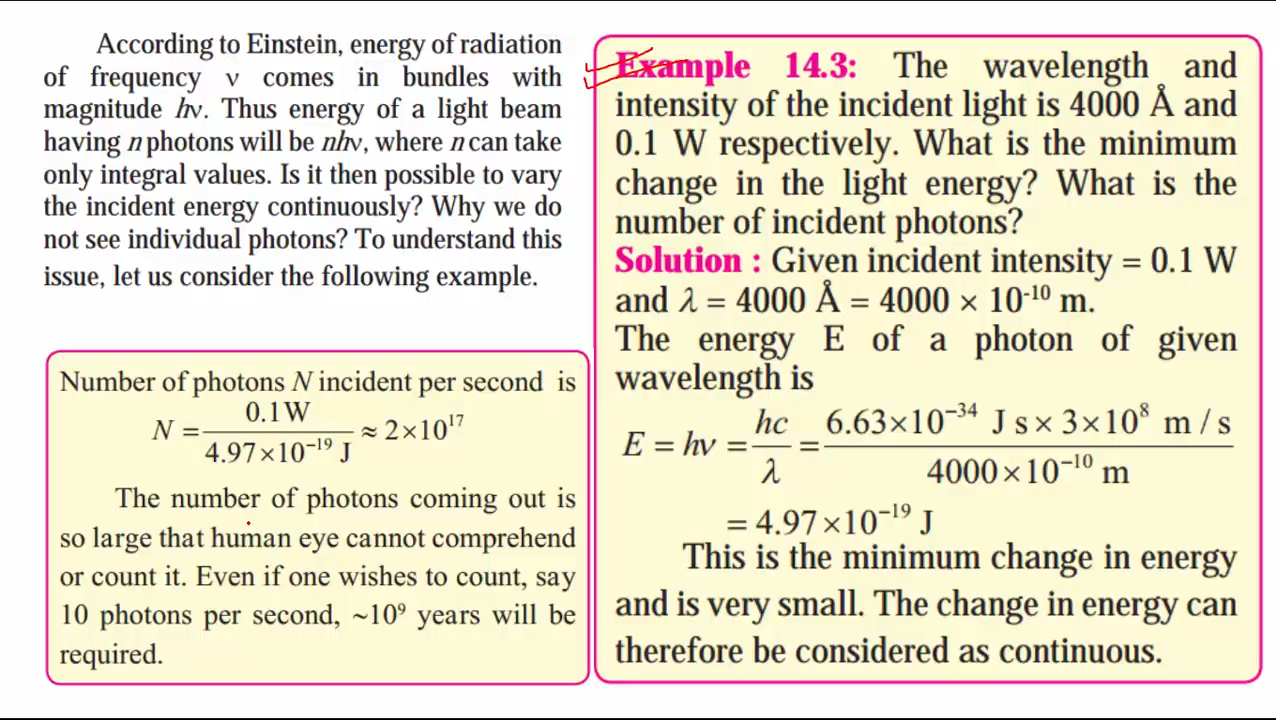 According to Einstein, energy of radiation
of frequency ν comes in bundles with
magnitude hν. Thus energy of a light beam
having n photons will be nhν, where n can take
only integral values. Is it then possible to vary
the incident energy continuously? Why we do
not see individual photons? To understand this
issue, let us consider the following example.
Example 14.3: The wavelength and
intensity of the incident light is 4000 Å and
0.1 W respectively. What is the minimum
change in the light energy? What is the
number of incident photons?
Solution : Given incident intensity = 0.1 W
and λ = 4000 Å = 4000 × 10⁻¹⁰ m.
The energy E of a photon of given
wavelength is
E = hν = hc/λ = (6.63×10⁻³⁴ J s × 3×10⁸ m / s)/(4000×10⁻¹⁰ m)
= 4.97×10⁻¹⁹ J
This is the minimum change in energy
and is very small. The change in energy can
therefore be considered as continuous.
Number of photons N incident per second is
N = 0.1 W/(4.97×10⁻¹⁹ J) ≈ 2×10¹⁷
The number of photons coming out is
so large that human eye cannot comprehend
or count it. Even if one wishes to count, say
10 photons per second, ~10⁹ years will be
required.